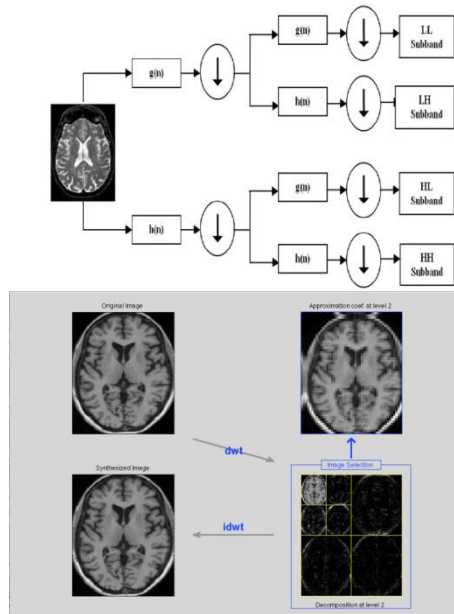 g(n)
LL
Subband
g(n)
h(n)
LH
Subband
g(n)
HL
Subband
h(n)
h(n)
HH
Subband
Original Image
Approximation coef. at level 2
dwt
Synthesized Image
Image Selection
idwt
Decomposition at level 2